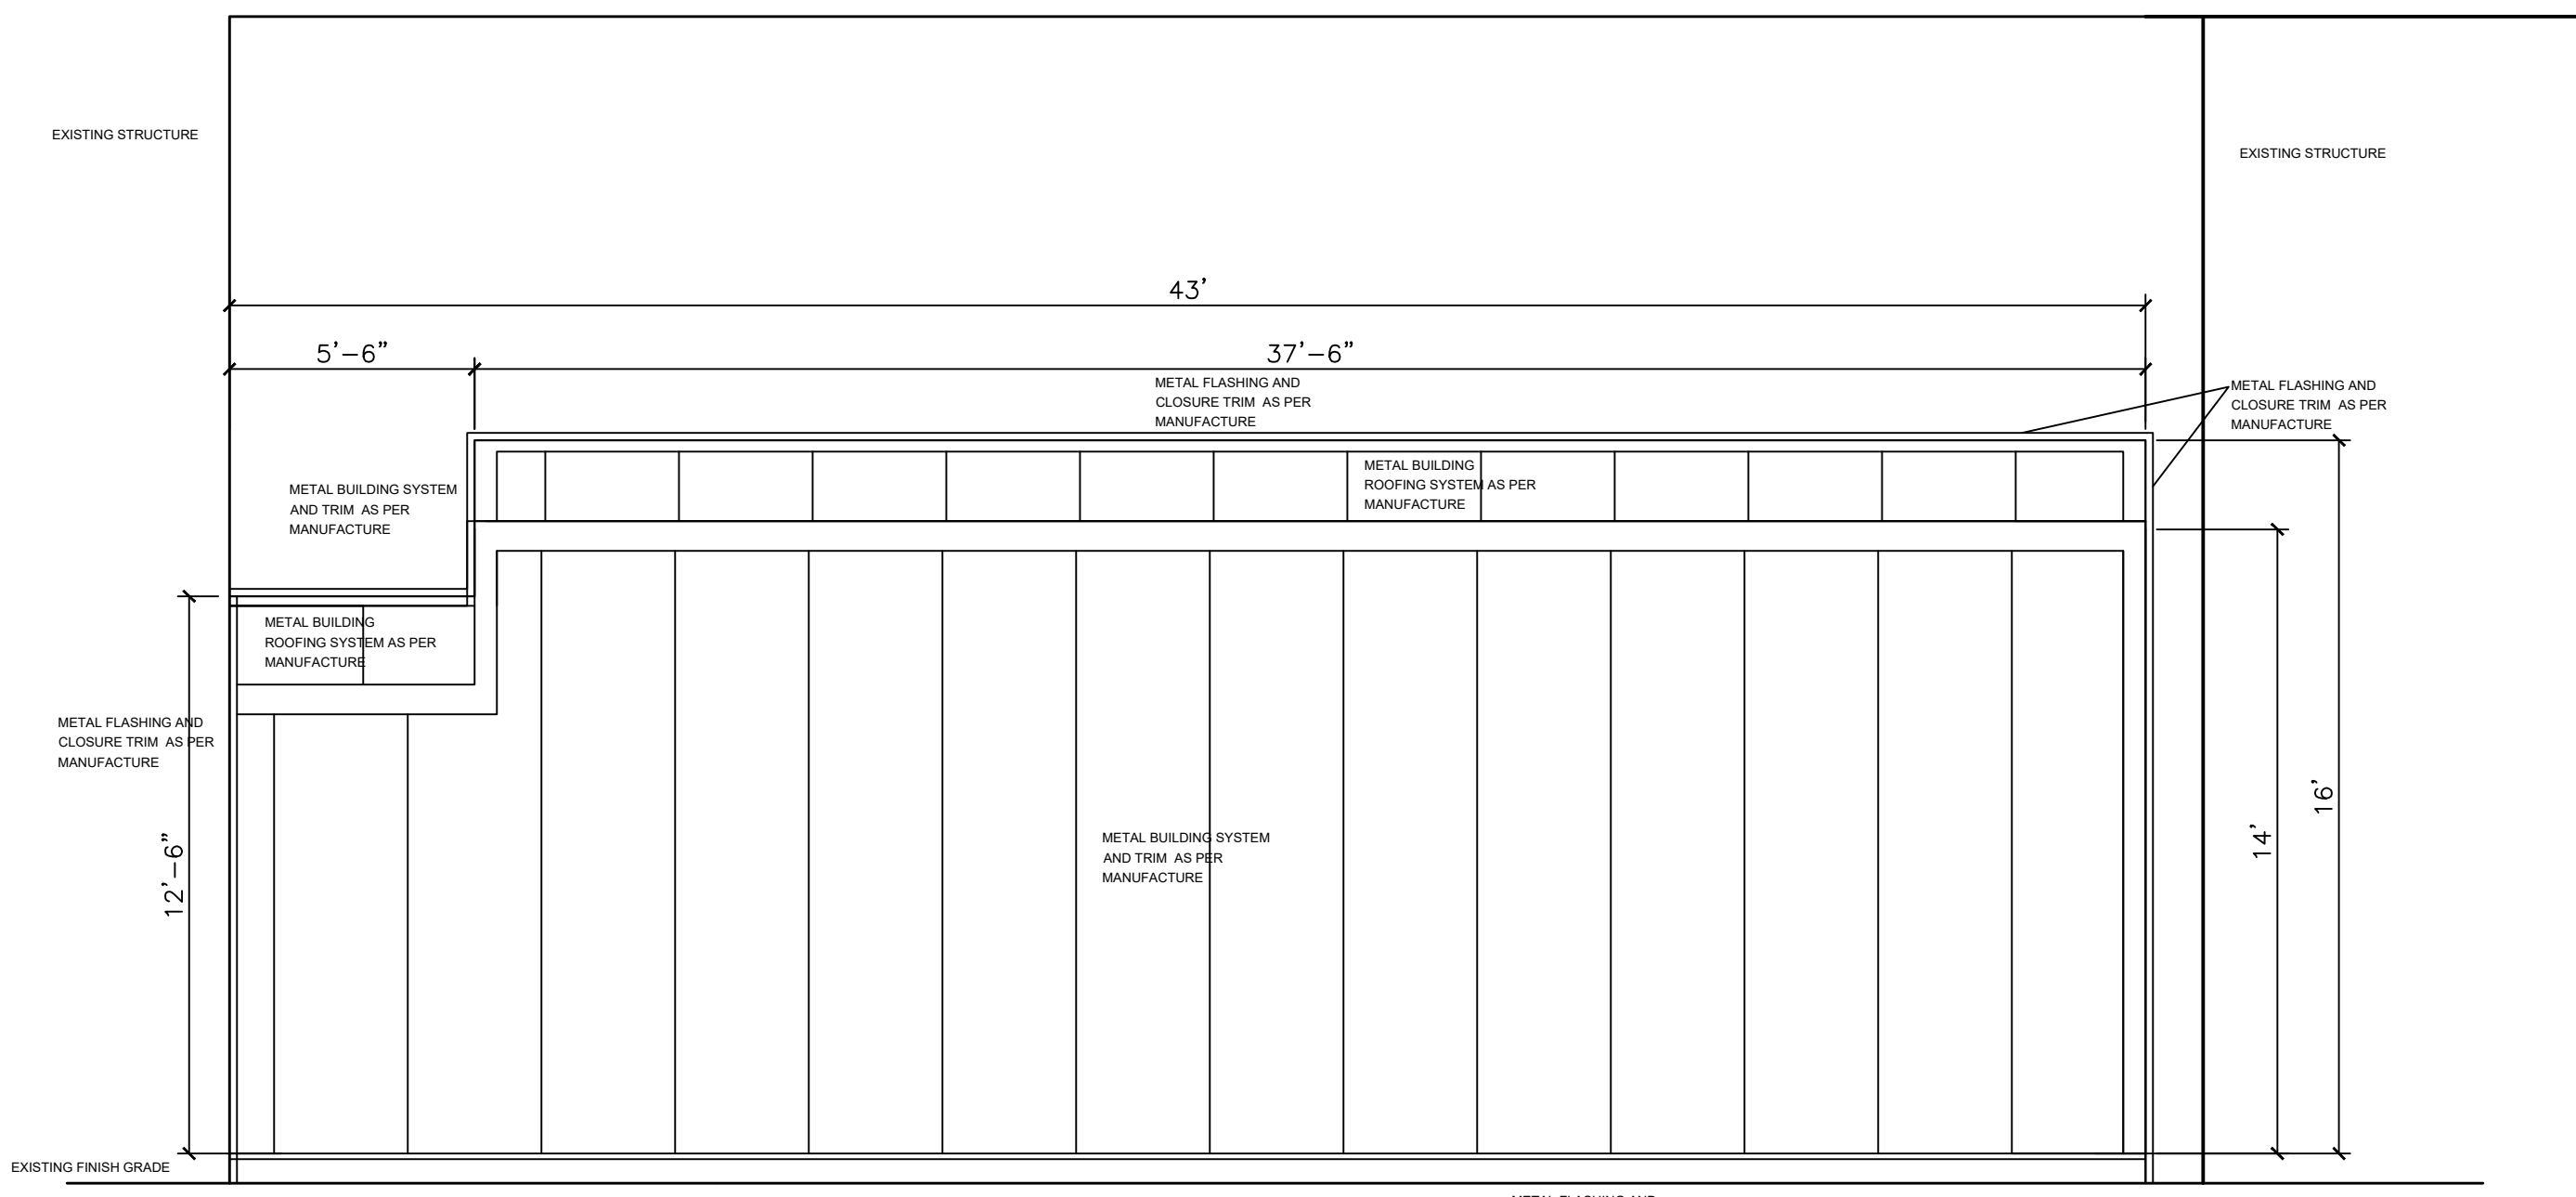 EXISTING STRUCTURE
EXISTING STRUCTURE
43'
5'-6"
37'-6"
METAL FLASHING AND
CLOSURE TRIM AS PER
MANUFACTURE
METAL FLASHING AND
CLOSURE TRIM AS PER
MANUFACTURE
METAL BUILDING
ROOFING SYSTEM AS PER
MANUFACTURE
METAL BUILDING SYSTEM
AND TRIM AS PER
MANUFACTURE
METAL BUILDING
ROOFING SYSTEM AS PER
MANUFACTURE
METAL FLASHING AND
CLOSURE TRIM AS PER
MANUFACTURE
12'-6"
METAL BUILDING SYSTEM
AND TRIM AS PER
MANUFACTURE
14'
16'
EXISTING FINISH GRADE
METAL FLASHING AND